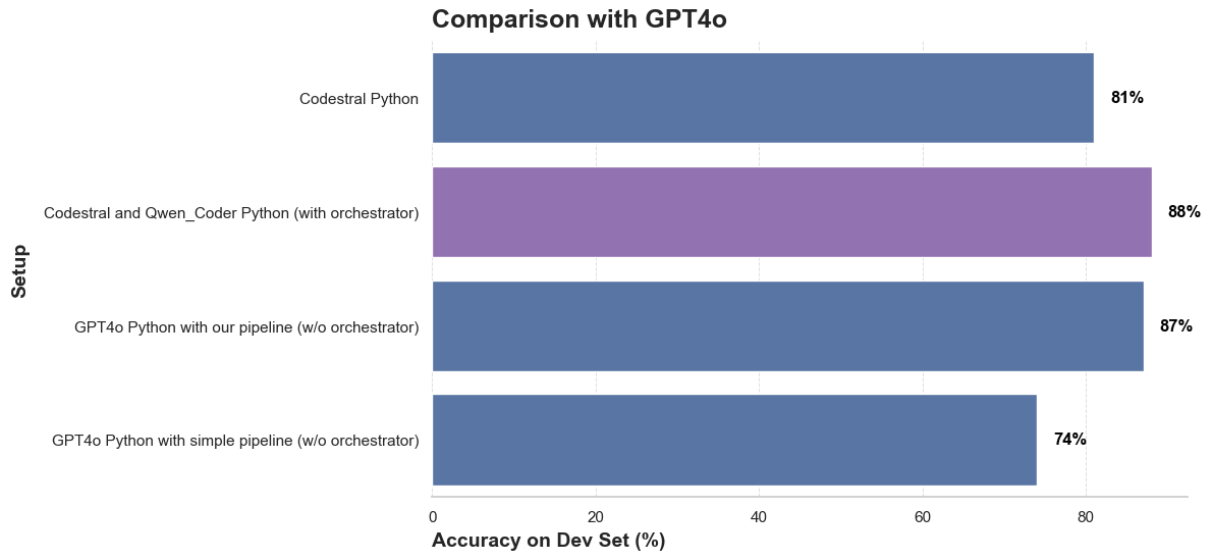 Comparison with GPT4o
Codestral Python
81%
Codestral and Qwen_Coder Python (with orchestrator)
88%
Setup
GPT4o Python with our pipeline (w/o orchestrator)
87%
GPT4o Python with simple pipeline (w/o orchestrator)
74%
0 20 40 60 80
Accuracy on Dev Set (%)